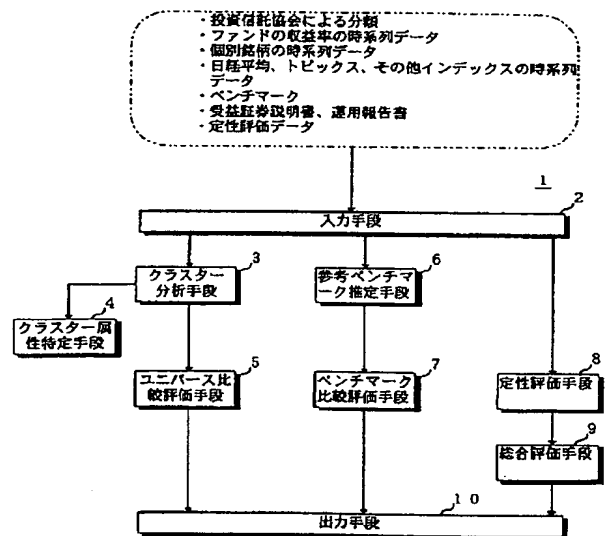 ・投資信託協会による分類
・ファンドの収益率の時系列データ
・個別銘柄の時系列データ
・日経平均、トピックス、その他インデックスの時系列
データ
・ベンチマーク
・受益証券説明書、運用報告書
・定性評価データ
1
2
入力手段
3
クラスター
分析手段
6
参考ベンチマ
ーク推定手段
4
クラスター属
性特定手段
5
ユニバース比
較評価手段
7
ベンチマーク
比較評価手段
8
定性評価手段
9
総合評価手段
10
出力手段